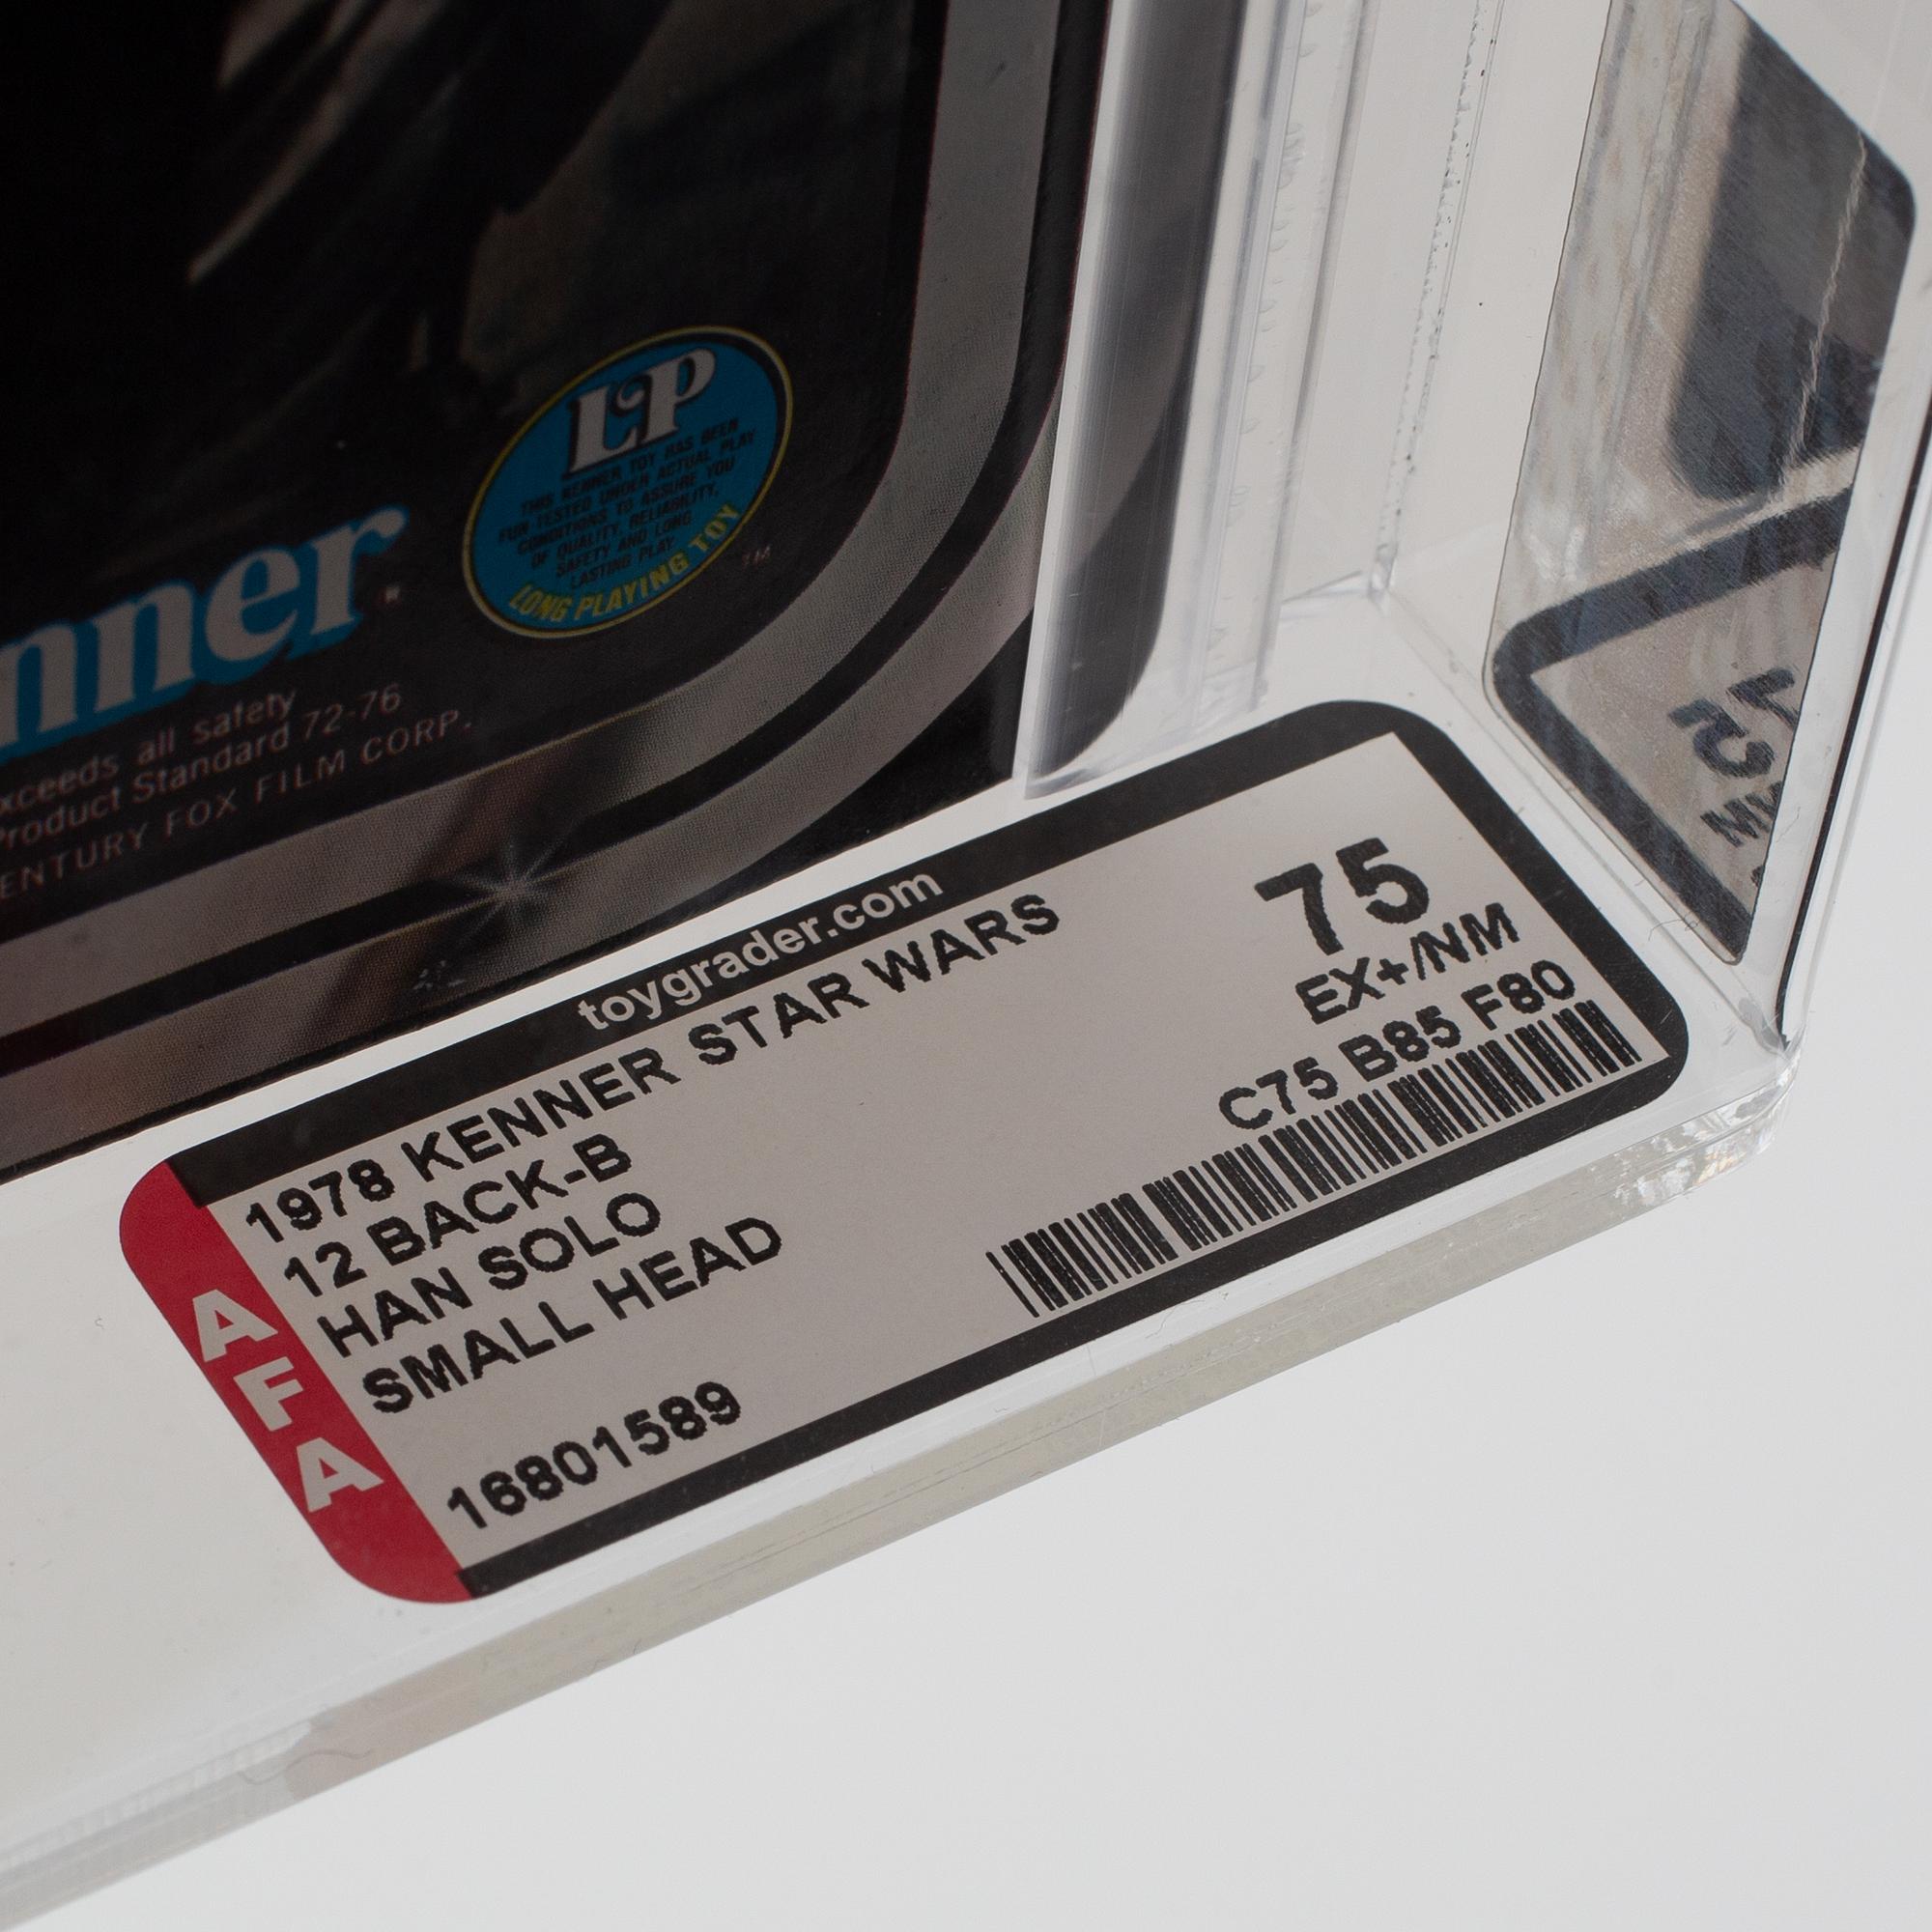 LP
THIS KENNER TOY HAS BEEN
FUN-TESTED UNDER ACTUAL PLAY
CONDITIONS TO ASSURE YOU
OF QUALITY, RELIABILITY,
SAFETY AND LONG
LASTING PLAY.
LONG PLAYING TOY
TM
nner®
xceeds all safety
Product Standard 72-76
ENTURY FOX FILM CORP.
toygrader.com
AFA
1978 KENNER STAR WARS
12 BACK-B
HAN SOLO
SMALL HEAD
16801589
75
EX+/NM
C75 B85 F80